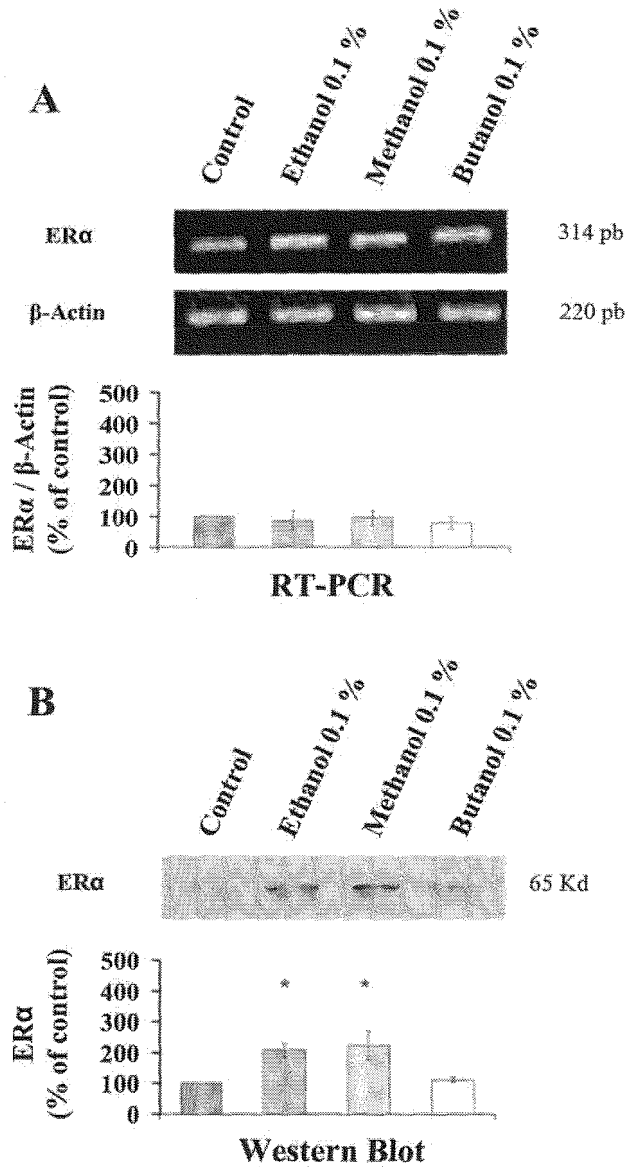 A
Control
Ethanol 0.1 %
Methanol 0.1 %
Butanol 0.1 %
ERα
314 pb
β-Actin
220 pb
ERα / β-Actin
(% of control)
500
400
300
200
100
0
RT-PCR
B
Control
Ethanol 0.1 %
Methanol 0.1 %
Butanol 0.1 %
ERα
65 Kd
ERα
(% of control)
500
400
300
200
100
0
* *
Western Blot